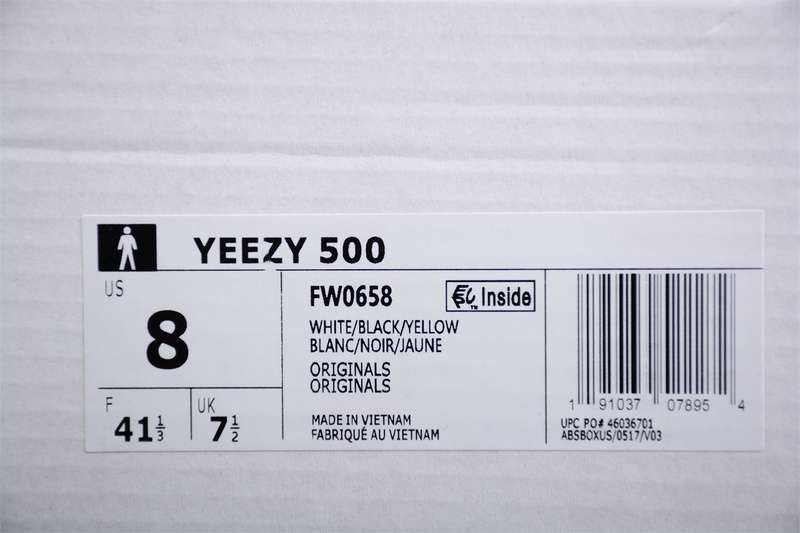 YEEZY 500
US
8
F
41 1/3
UK
7 1/2
FW0658
Inside
TM
WHITE/BLACK/YELLOW
BLANC/NOIR/JAUNE
ORIGINALS
ORIGINALS
MADE IN VIETNAM
FABRIQUÉ AU VIETNAM
1 91037 07895 4
UPC PO# 46036701
ABSBOXUS/0517/V03